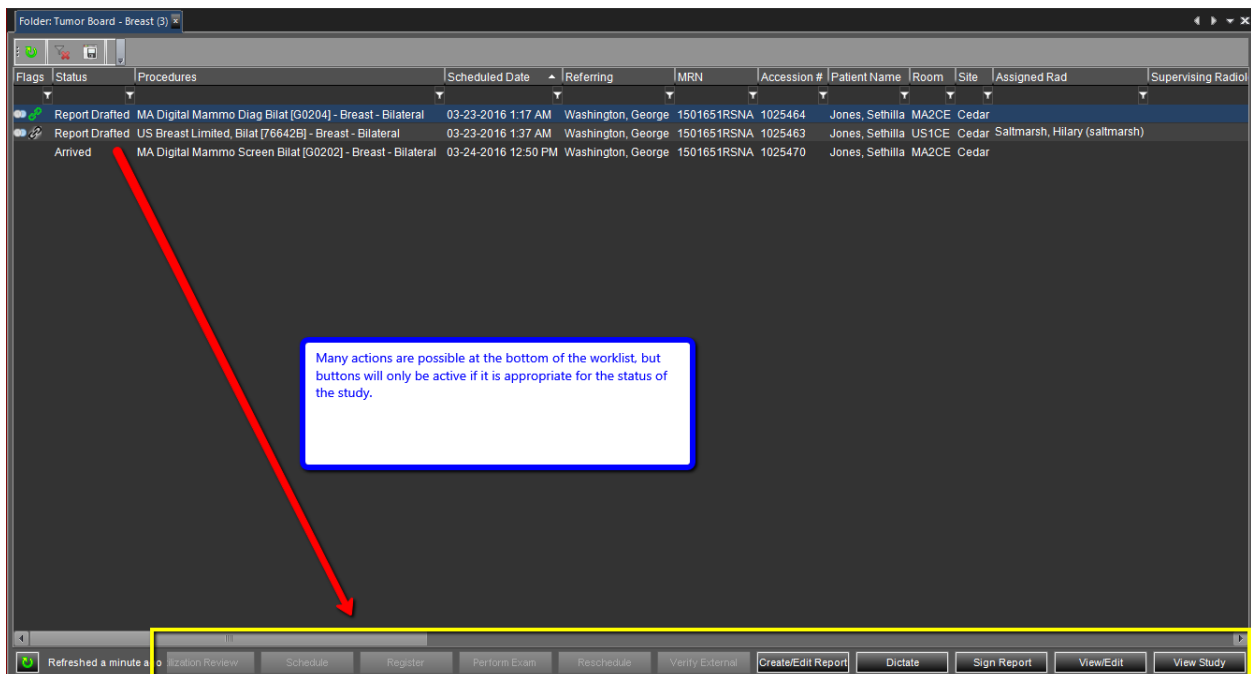 Folder: Tumor Board - Breast (3)
Flags Status Procedures Scheduled Date Referring MRN Accession # Patient Name Room Site Assigned Rad Supervising Radiol
Report Drafted MA Digital Mammo Diag Bilat [G0204] - Breast - Bilateral 03-23-2016 1:17 AM Washington, George 1501651RSNA 1025464 Jones, Sethilla MA2CE Cedar
Report Drafted US Breast Limited, Bilat [76642B] - Breast - Bilateral 03-23-2016 1:37 AM Washington, George 1501651RSNA 1025463 Jones, Sethilla US1CE Cedar Saltmarsh, Hilary (saltmarsh)
Arrived MA Digital Mammo Screen Bilat [G0202] - Breast - Bilateral 03-24-2016 12:50 PM Washington, George 1501651RSNA 1025470 Jones, Sethilla MA2CE Cedar
Many actions are possible at the bottom of the worklist, but
buttons will only be active if it is appropriate for the status of
the study.
Refreshed a minute a o ilization Review Schedule Register Perform Exam Reschedule Verify External Create/Edit Report Dictate Sign Report View/Edit View Study